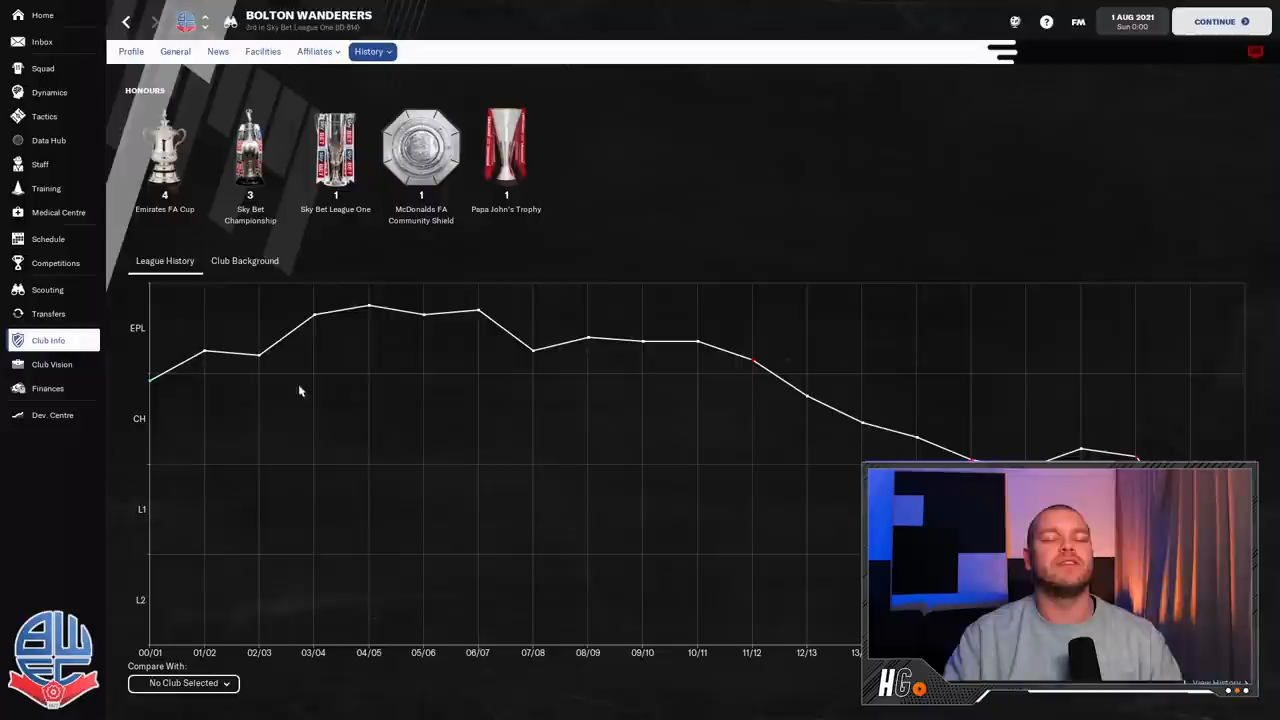 BOLTON WANDERERS
3rd in Sky Bet League One (ID:614)
FM
1 AUG 2021
Sun 0:00
CONTINUE
Home
Inbox
Squad
Dynamics
Tactics
Data Hub
Staff
Training
Medical Centre
Schedule
Competitions
Scouting
Transfers
Club Info
Club Vision
Finances
Dev. Centre
Profile
General
News
Facilities
Affiliates
History
HONOURS
4
Emirates FA Cup
3
Sky Bet
Championship
1
Sky Bet League One
1
McDonalds FA
Community Shield
1
Papa John's Trophy
League History
Club Background
EPL
CH
L1
L2
00/01 01/02 02/03 03/04 04/05 05/06 06/07 07/08 08/09 09/10 10/11 11/12 12/13
Compare With:
No Club Selected
View History
HG